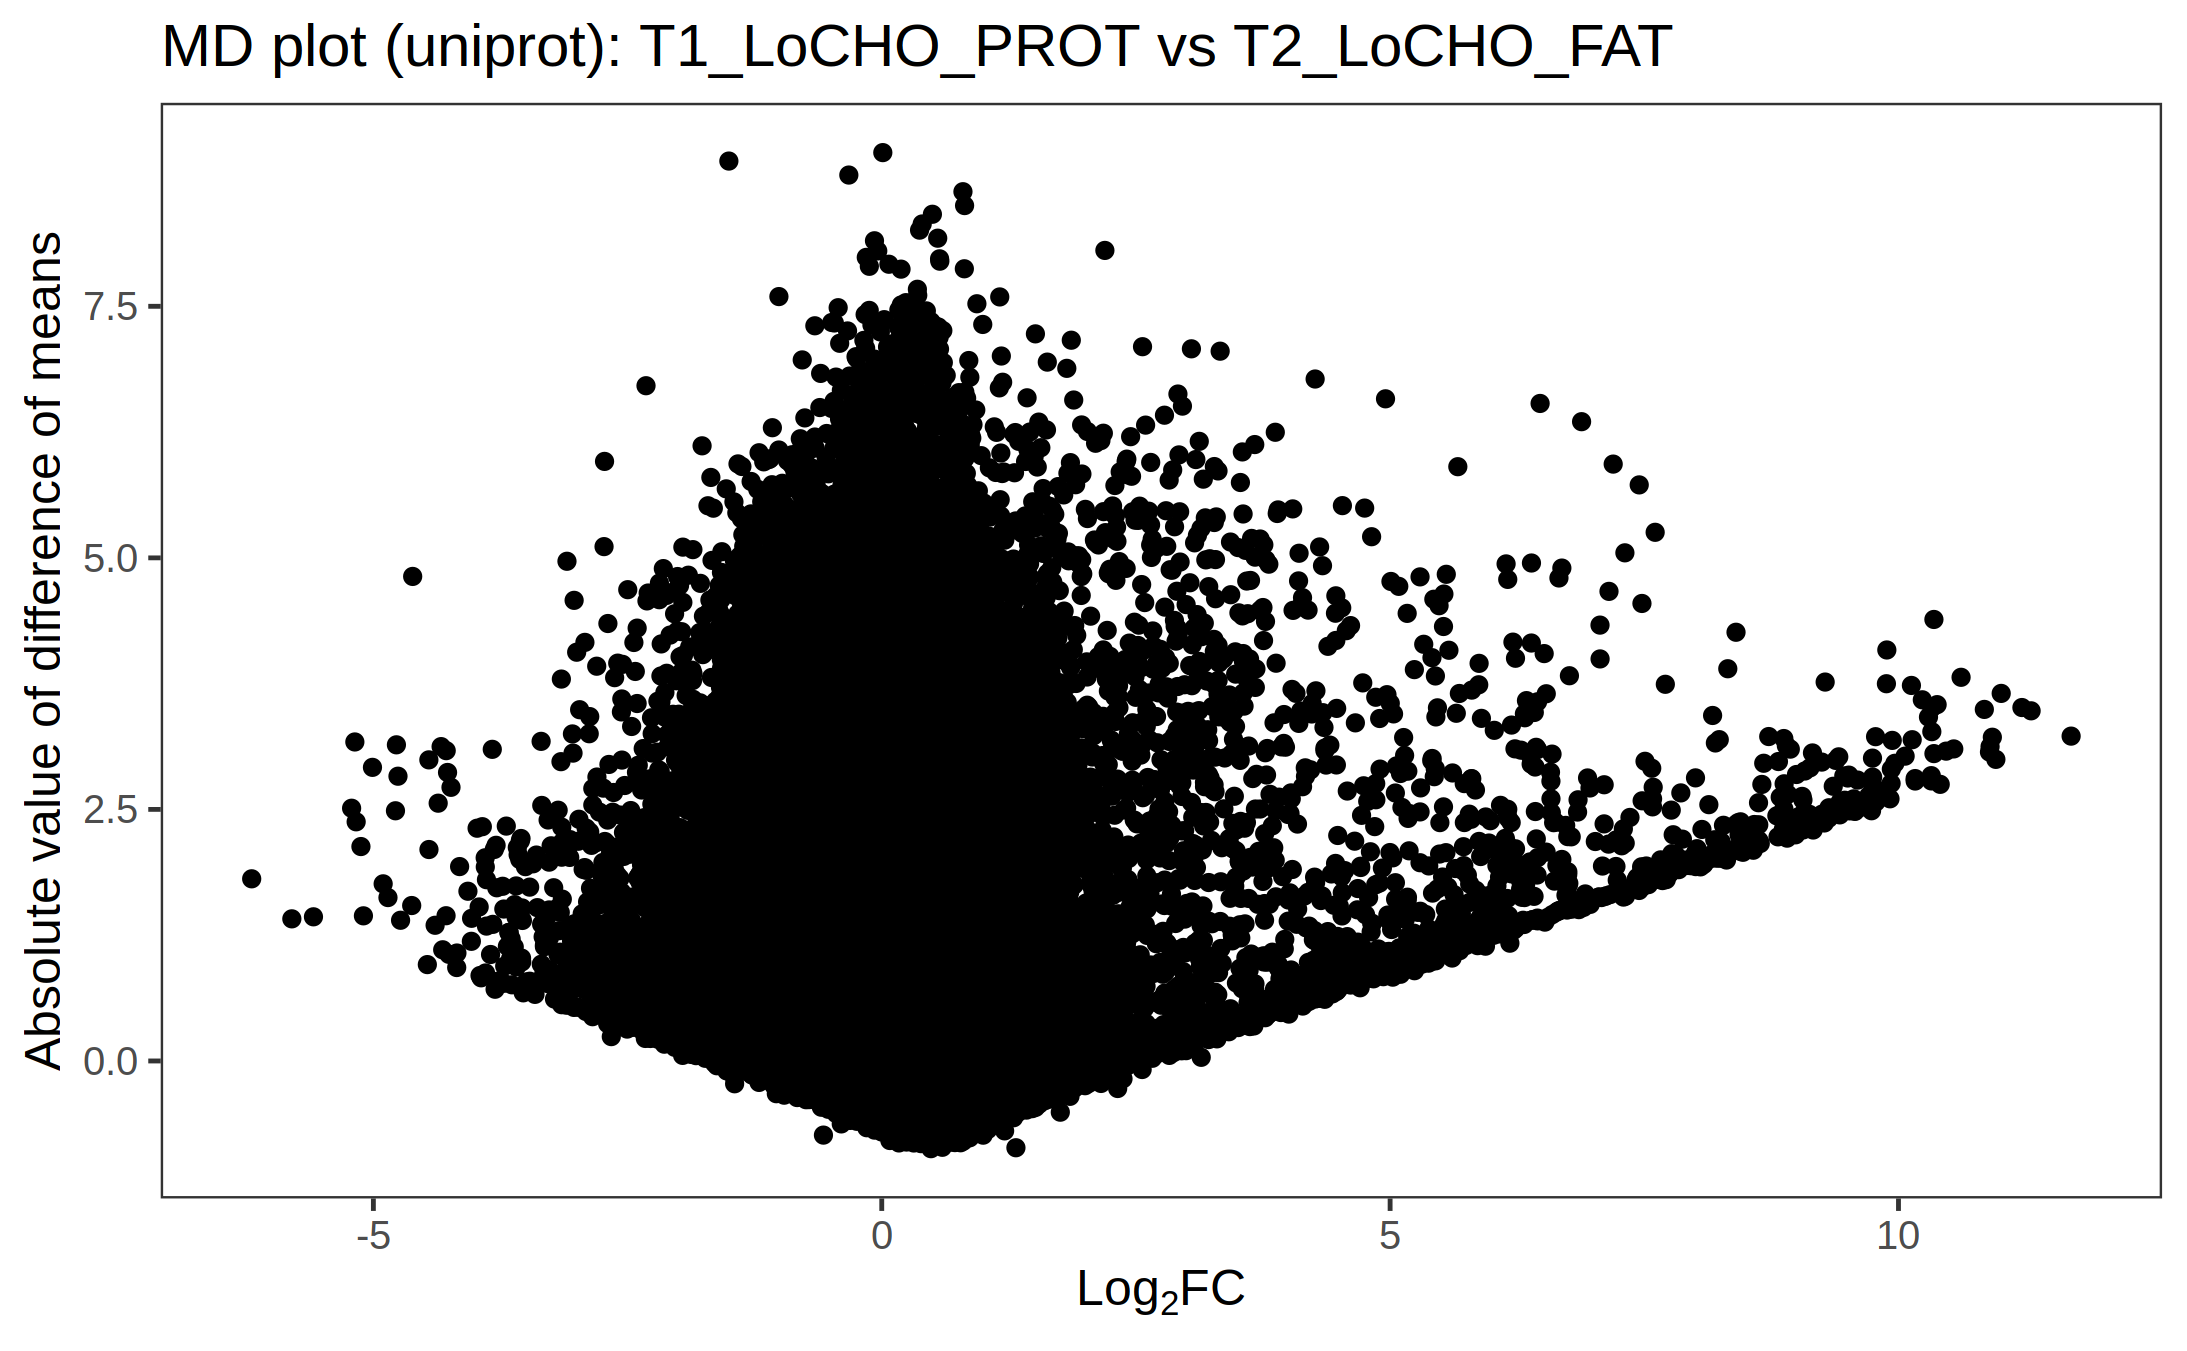 MD plot (uniprot): T1_LoCHO_PROT vs T2_LoCHO_FAT
Absolute value of difference of means
7.5
5.0
2.5
0.0
-5 0 5 10
Log₂FC